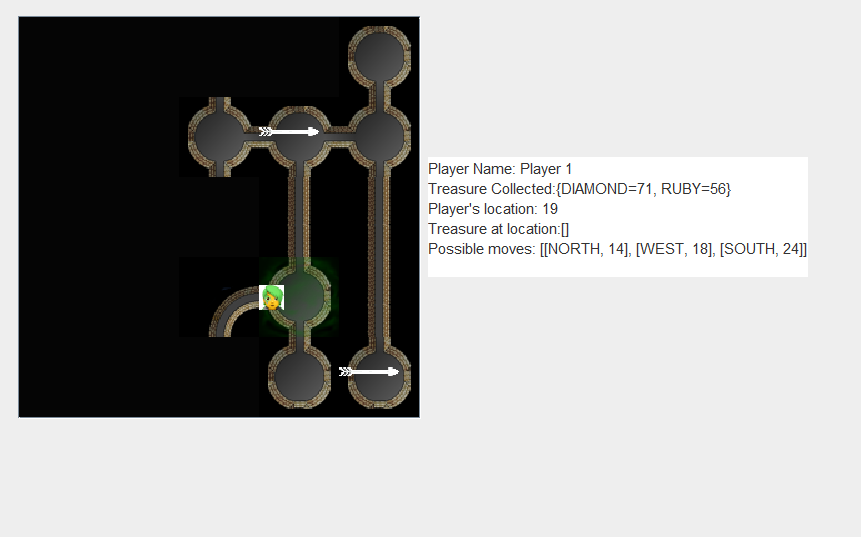 Player Name: Player 1
Treasure Collected:{DIAMOND=71, RUBY=56}
Player's location: 19
Treasure at location:[]
Possible moves: [[NORTH, 14], [WEST, 18], [SOUTH, 24]]